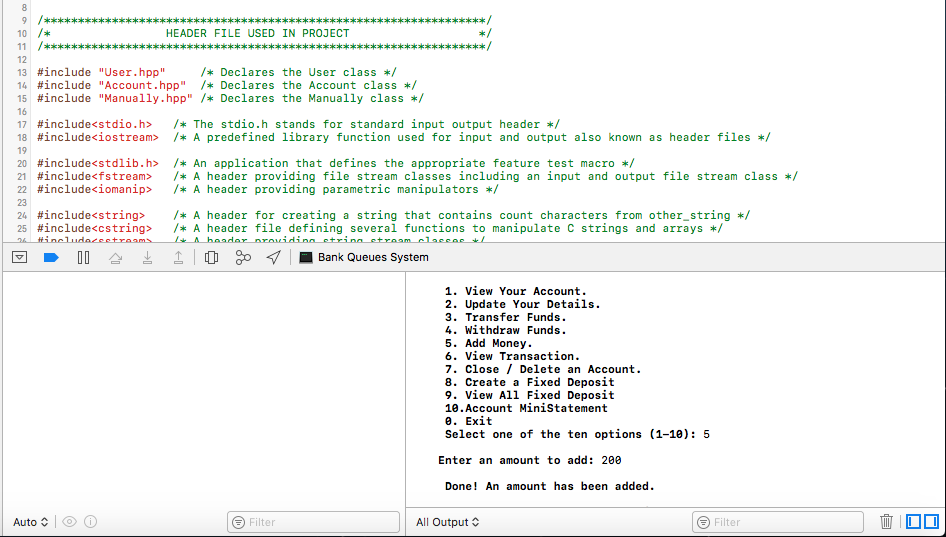 8
9 /*****************************************************************/
10 /* HEADER FILE USED IN PROJECT */
11 /*****************************************************************/
12
13 #include "User.hpp" /* Declares the User class */
14 #include "Account.hpp" /* Declares the Account class */
15 #include "Manually.hpp" /* Declares the Manually class */
16
17 #include<stdio.h> /* The stdio.h stands for standard input output header */
18 #include<iostream> /* A predefined library function used for input and output also known as header files */
19
20 #include<stdlib.h> /* An application that defines the appropriate feature test macro */
21 #include<fstream> /* A header providing file stream classes including an input and output file stream class */
22 #include<iomanip> /* A header providing parametric manipulators */
23
24 #include<string> /* A header for creating a string that contains count characters from other_string */
25 #include<cstring> /* A header file defining several functions to manipulate C strings and arrays */
26 #include<sstream> /* A header providing string stream classes */
Bank Queues System
1. View Your Account.
2. Update Your Details.
3. Transfer Funds.
4. Withdraw Funds.
5. Add Money.
6. View Transaction.
7. Close / Delete an Account.
8. Create a Fixed Deposit
9. View All Fixed Deposit
10.Account MiniStatement
0. Exit
Select one of the ten options (1-10): 5
Enter an amount to add: 200
Done! An amount has been added.
Auto
Filter
All Output
Filter